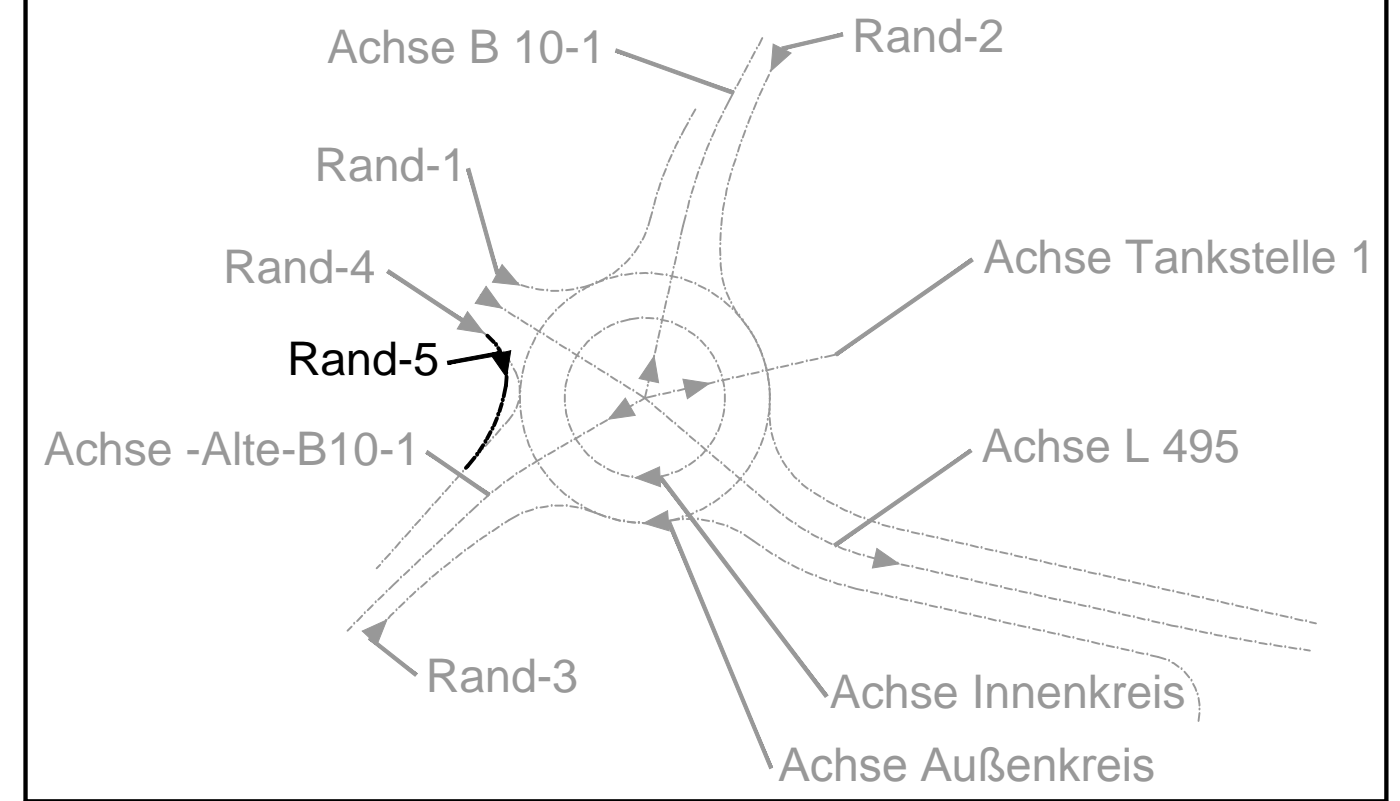 Achse B 10-1
Rand-2
Rand-1
Rand-4
Achse Tankstelle 1
Rand-5
Achse -Alte-B10-1
Achse L 495
Rand-3
Achse Innenkreis
Achse Außenkreis